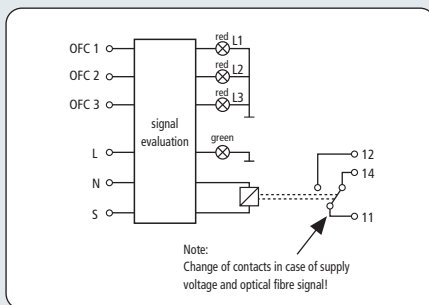 red L1
OFC 1
red L2
OFC 2
red L3
OFC 3
signal
evaluation
green
L
12
N
14
S
11
Note:
Change of contacts in case of supply
voltage and optical fibre signal!